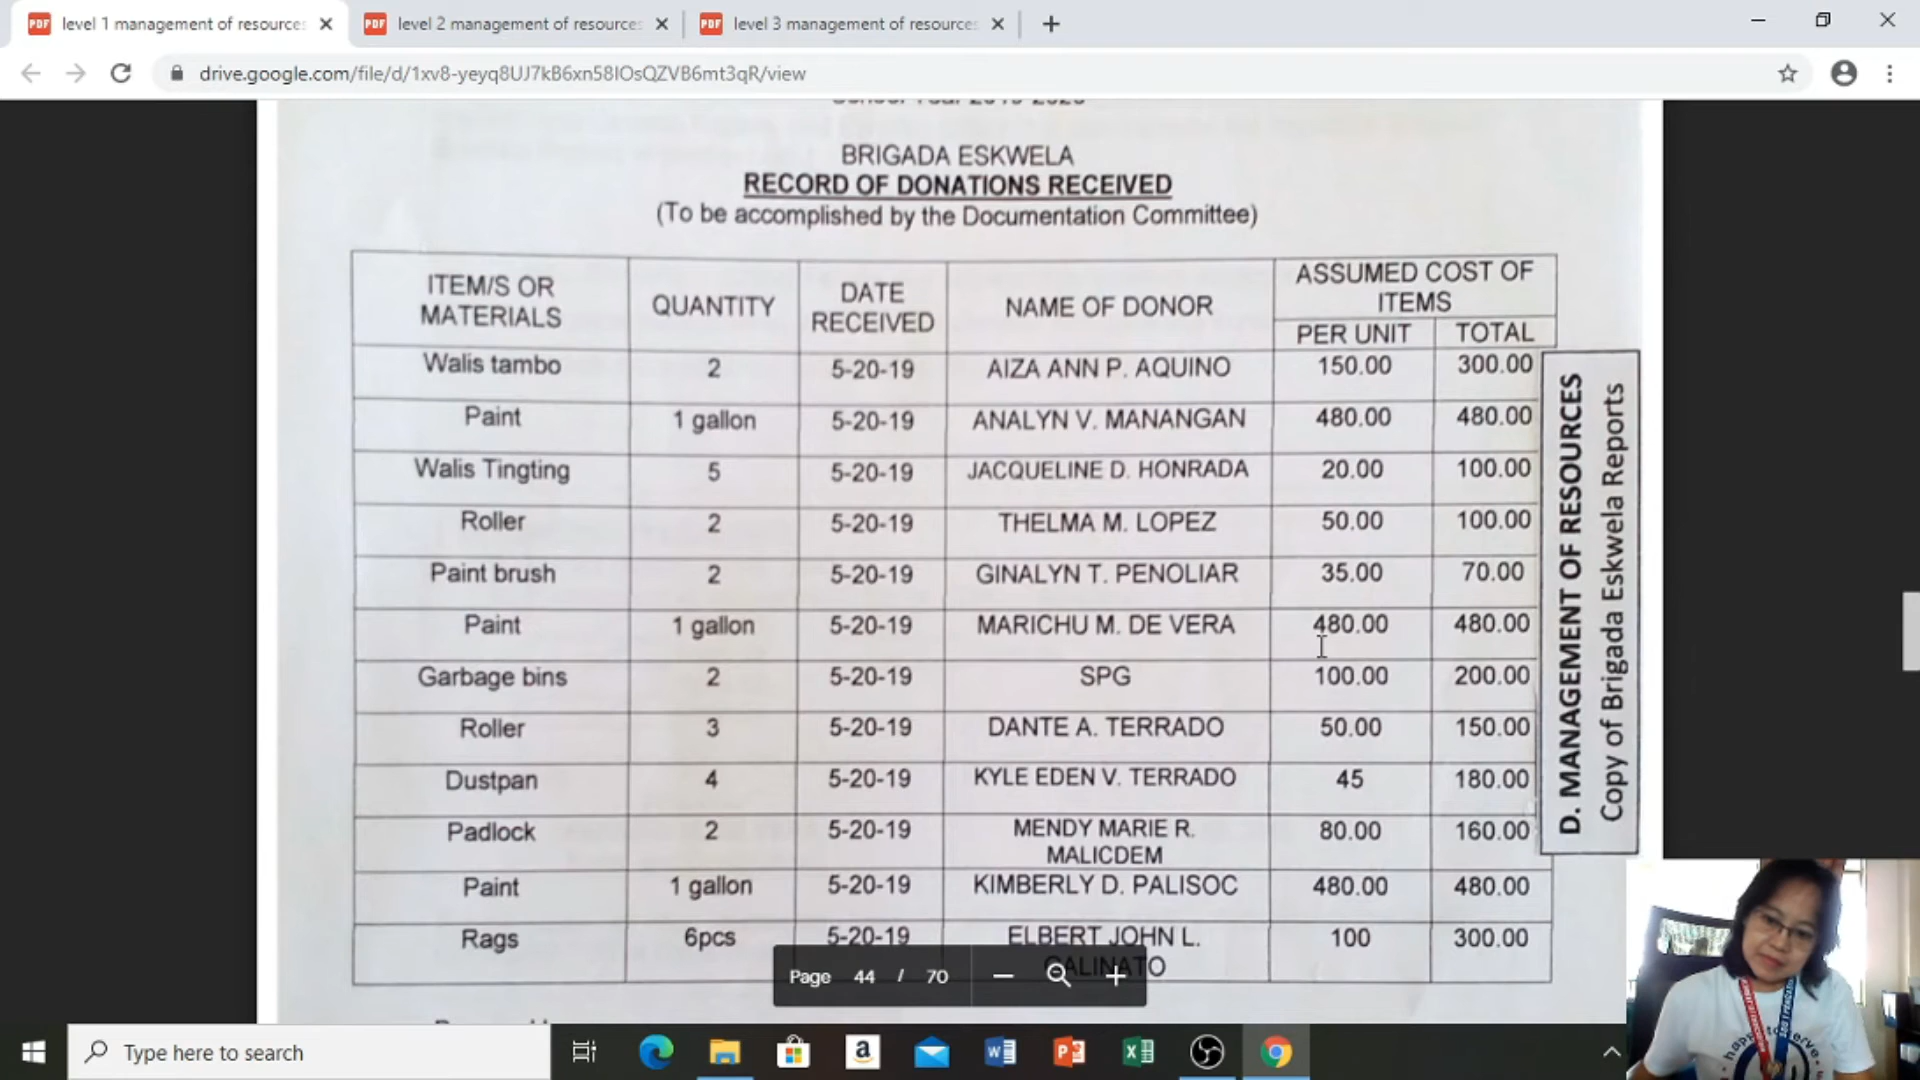 level 1 management of resources
level 2 management of resources
level 3 management of resources
drive.google.com/file/d/1xv8-yeyq8UJ7kB6xn58IOsQZVB6mt3qR/view
BRIGADA ESKWELA
RECORD OF DONATIONS RECEIVED
(To be accomplished by the Documentation Committee)
ITEM/S OR MATERIALS QUANTITY DATE RECEIVED NAME OF DONOR ASSUMED COST OF ITEMS
PER UNIT TOTAL
Walis tambo 2 5-20-19 AIZA ANN P. AQUINO 150.00 300.00
Paint 1 gallon 5-20-19 ANALYN V. MANANGAN 480.00 480.00
Walis Tingting 5 5-20-19 JACQUELINE D. HONRADA 20.00 100.00
Roller 2 5-20-19 THELMA M. LOPEZ 50.00 100.00
Paint brush 2 5-20-19 GINALYN T. PENOLIAR 35.00 70.00
Paint 1 gallon 5-20-19 MARICHU M. DE VERA 480.00 480.00
Garbage bins 2 5-20-19 SPG 100.00 200.00
Roller 3 5-20-19 DANTE A. TERRADO 50.00 150.00
Dustpan 4 5-20-19 KYLE EDEN V. TERRADO 45 180.00
Padlock 2 5-20-19 MENDY MARIE R. MALICDEM 80.00 160.00
Paint 1 gallon 5-20-19 KIMBERLY D. PALISOC 480.00 480.00
Rags 6pcs 5-20-19 ELBERT JOHN L. 100 300.00
D. MANAGEMENT OF RESOURCES
Copy of Brigada Eskwela Reports
Page 44 / 70
Type here to search